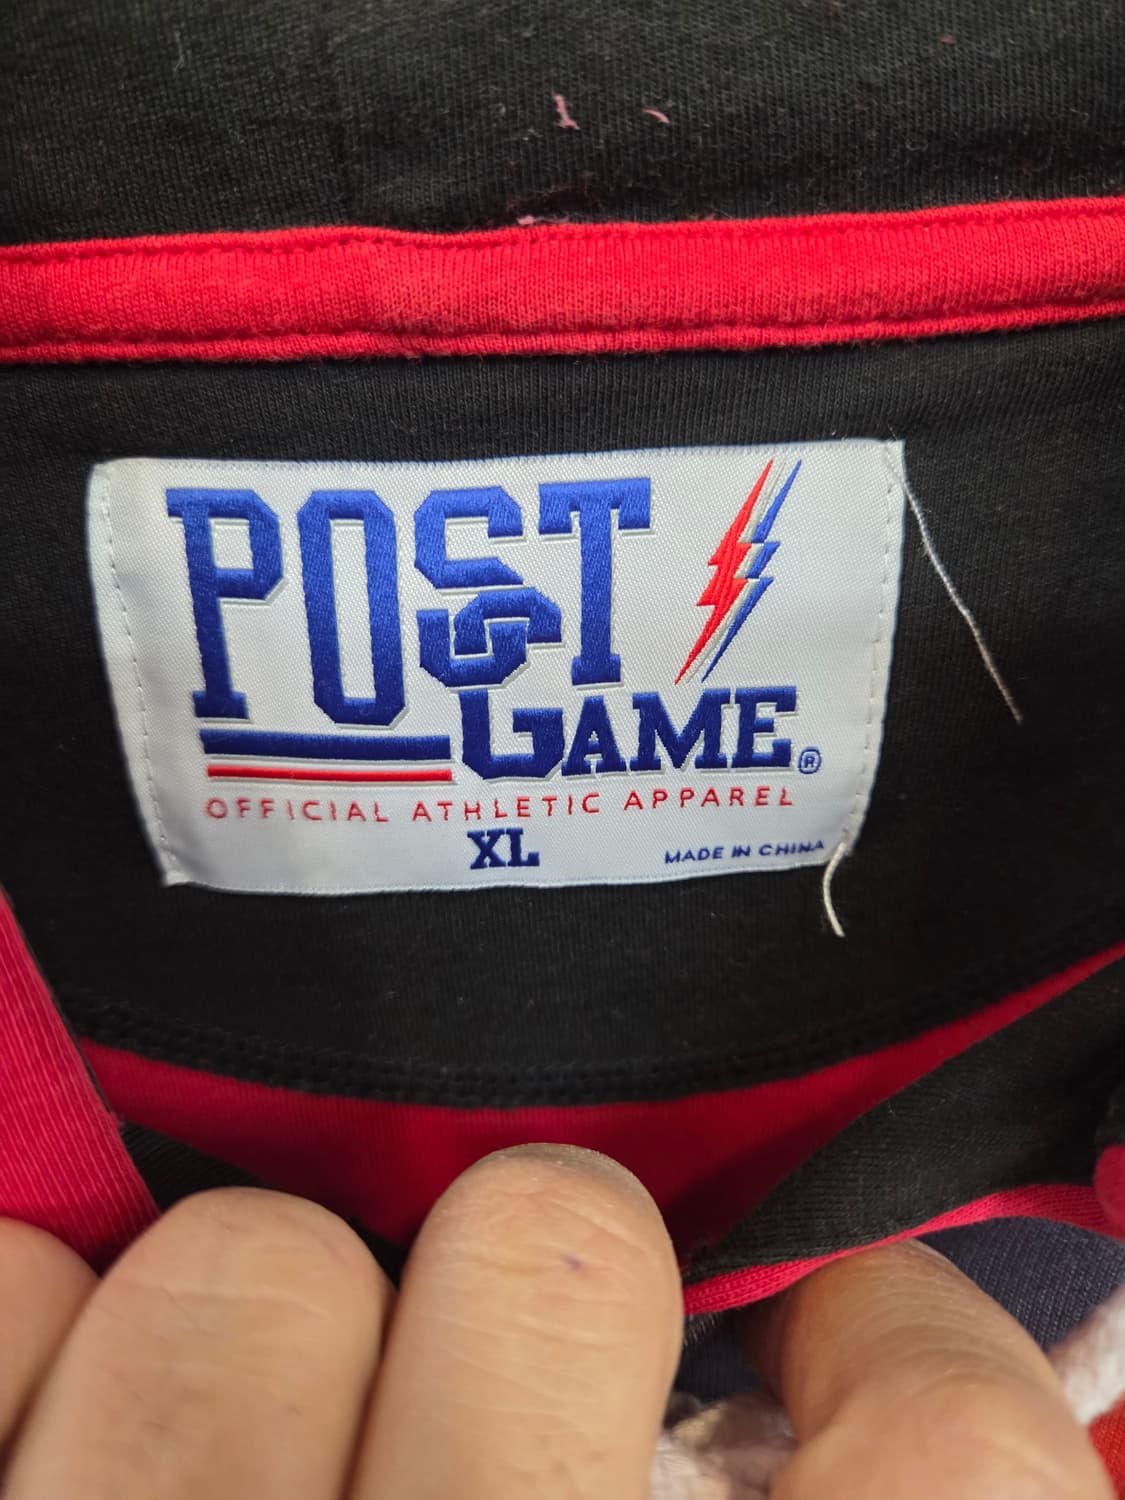 POST
GAME®
OFFICIAL ATHLETIC APPAREL
XL
MADE IN CHINA